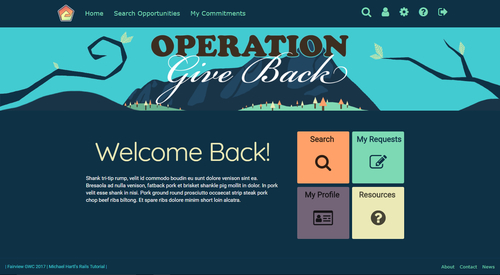 Home Search Opportunities My Commitments
OPERATION
Give Back
Welcome Back!
Shank tri-tip rump, velit id commodo boudin eu sunt dolore venison sint ea.
Bresaola ad nulla venison, fatback pork et brisket shankle pig mollit in dolor. In pork
velit esse shank in nisi. Pork ground round prosciutto ocoaecat strip steak pork
chop beef ribs biltong. Et spare ribs dolore minim short loin alcatra.
Search
My Requests
My Profile
Resources
| Fairview GWC 2017 | Michael Hartl's Rails Tutorial |
About Contact News